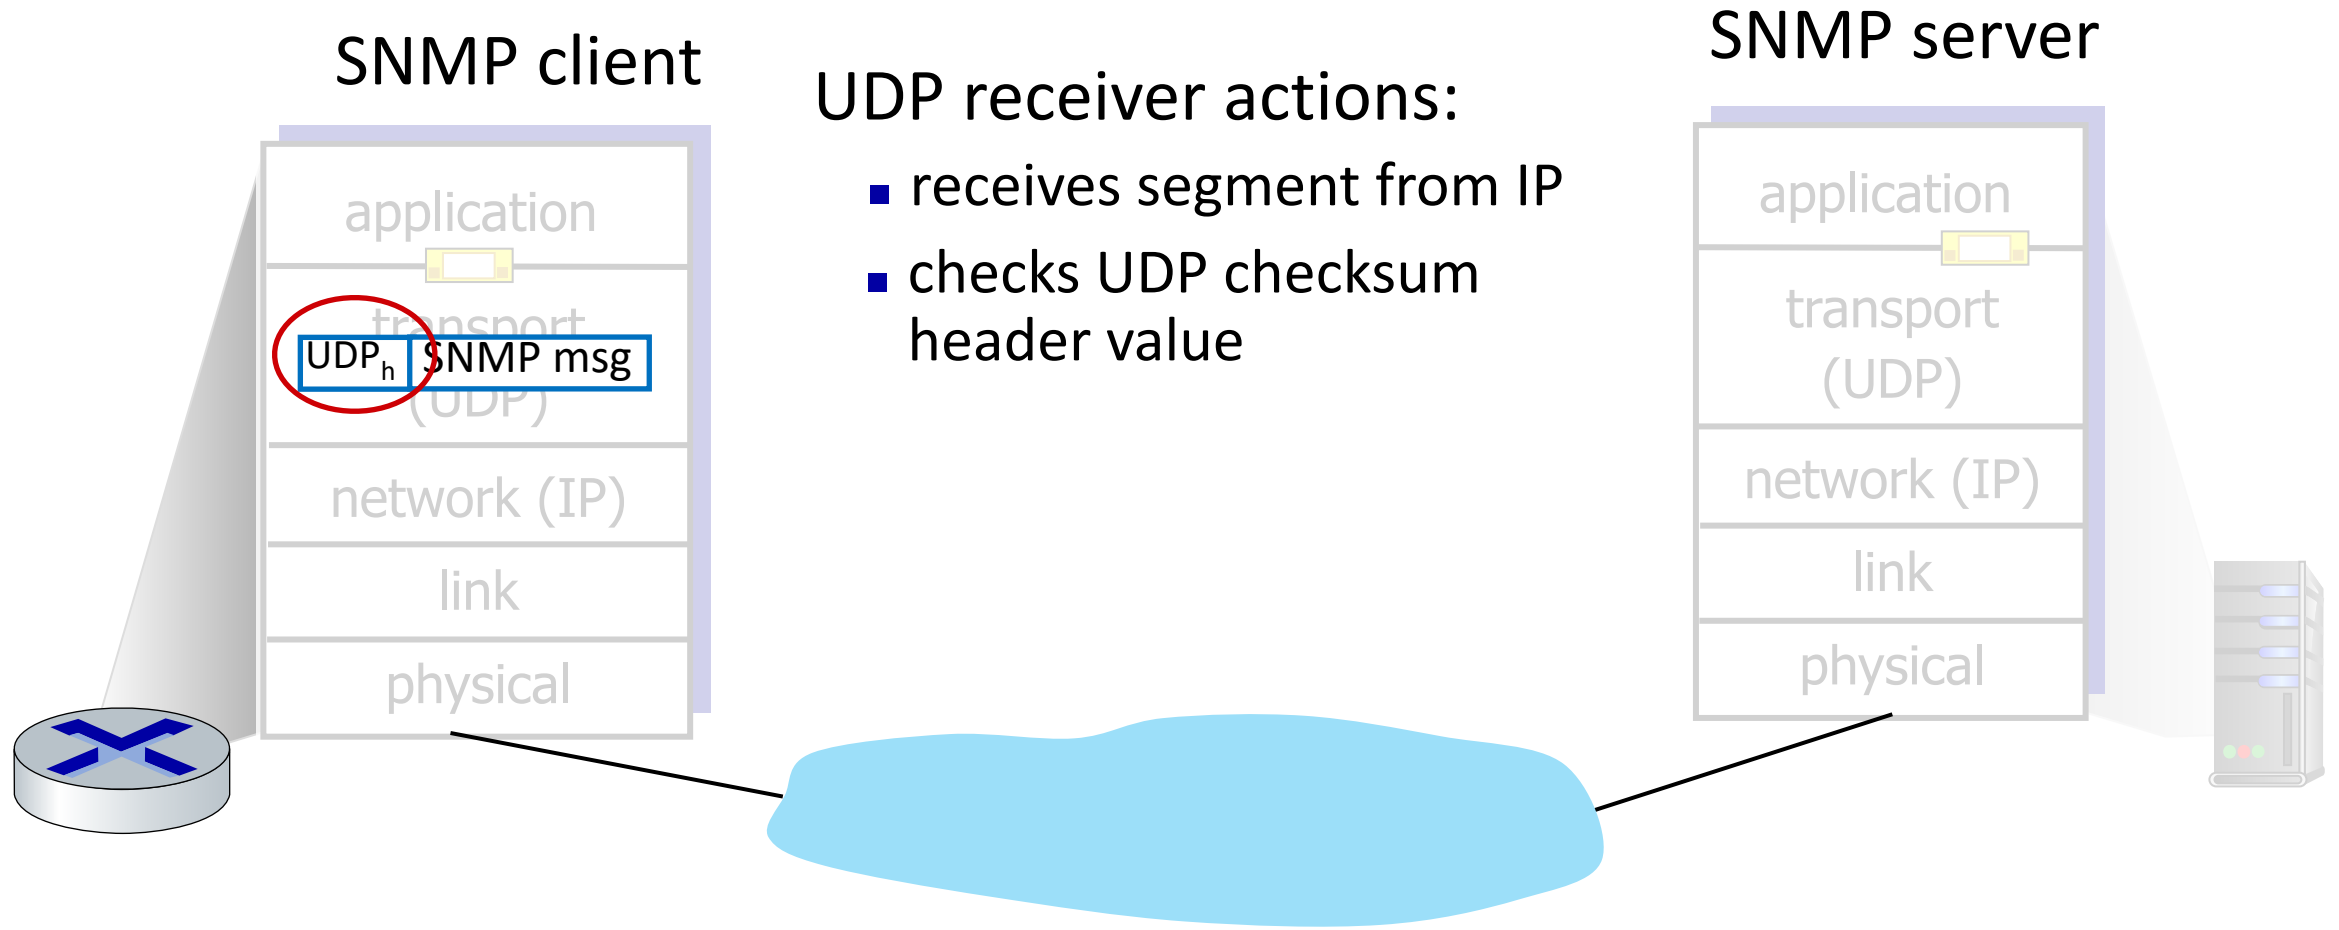 SNMP client
SNMP server
UDP receiver actions:
receives segment from IP
checks UDP checksum
header value
application
transport
UDPh SNMP msg
(UDP)
network (IP)
link
physical
application
transport
(UDP)
network (IP)
link
physical